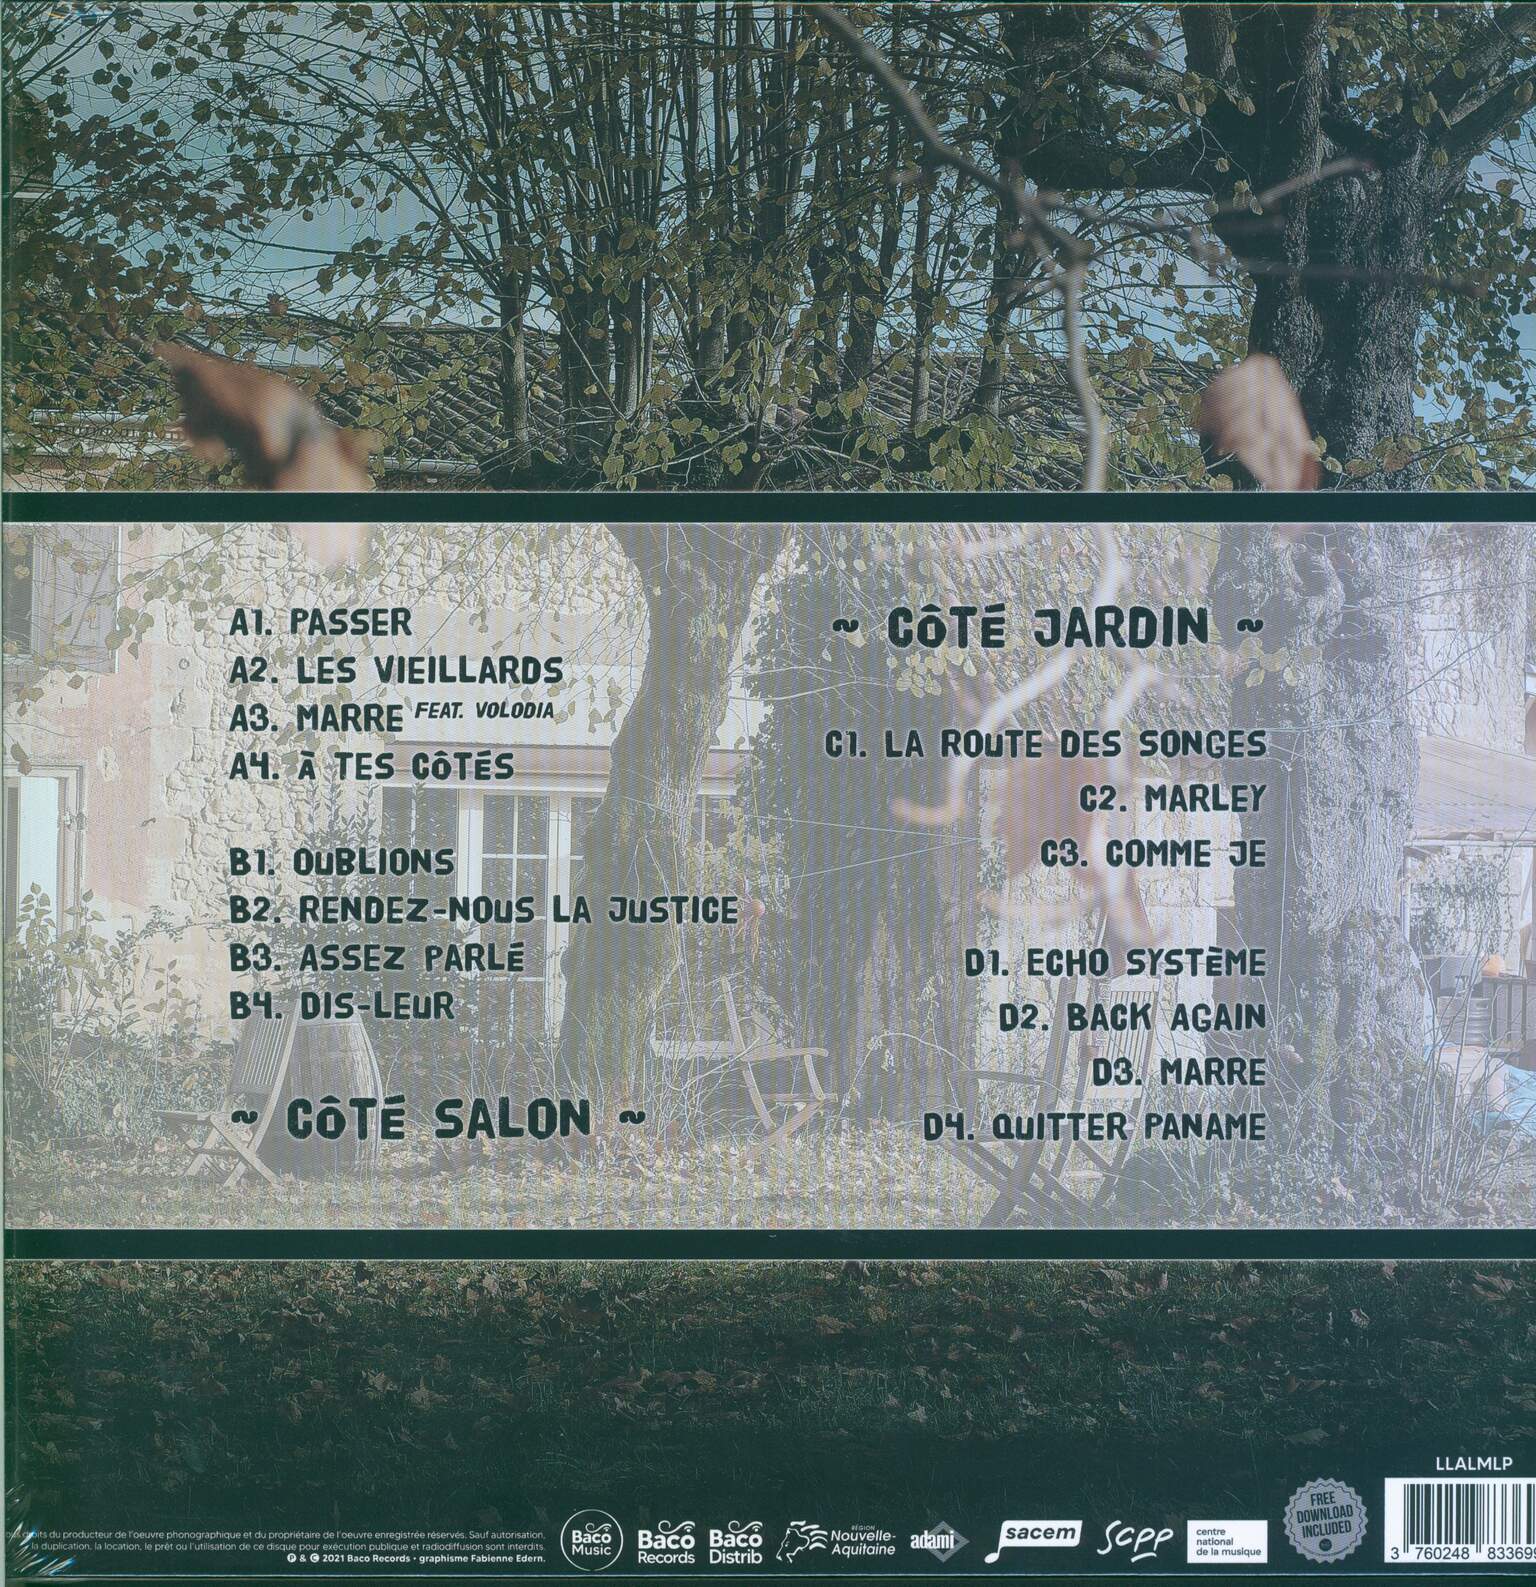 A1. PASSER
A2. LES VIEILLARDS
A3. MARRE FEAT. VOLODIA
A4. À TES CÔTÉS
B1. OUBLIONS
B2. RENDEZ-NOUS LA JUSTICE
B3. ASSEZ PARLÉ
B4. DIS-LEUR
~ CÔTÉ SALON ~
~ CÔTÉ JARDIN ~
C1. LA ROUTE DES SONGES
C2. MARLEY
C3. COMME JE
D1. ECHO SYSTÈME
D2. BACK AGAIN
D3. MARRE
D4. QUITTER PANAME
droits du producteur de l'oeuvre phonographique et du propriétaire de l'oeuvre enregistrée réservés. Sauf autorisation,
la duplication, la location, le prêt ou l'utilisation de ce disque pour exécution publique et radiodiffusion sont interdits.
℗ & © 2021 Baco Records • graphisme Fabienne Edern.
Baco
Music
Baco
Records
Baco
Distrib
RÉGION
Nouvelle-
Aquitaine
adami
sacem
scpp
centre
national
de la musique
FREE
DOWNLOAD
INCLUDED
LLALMLP
3 760248 833699